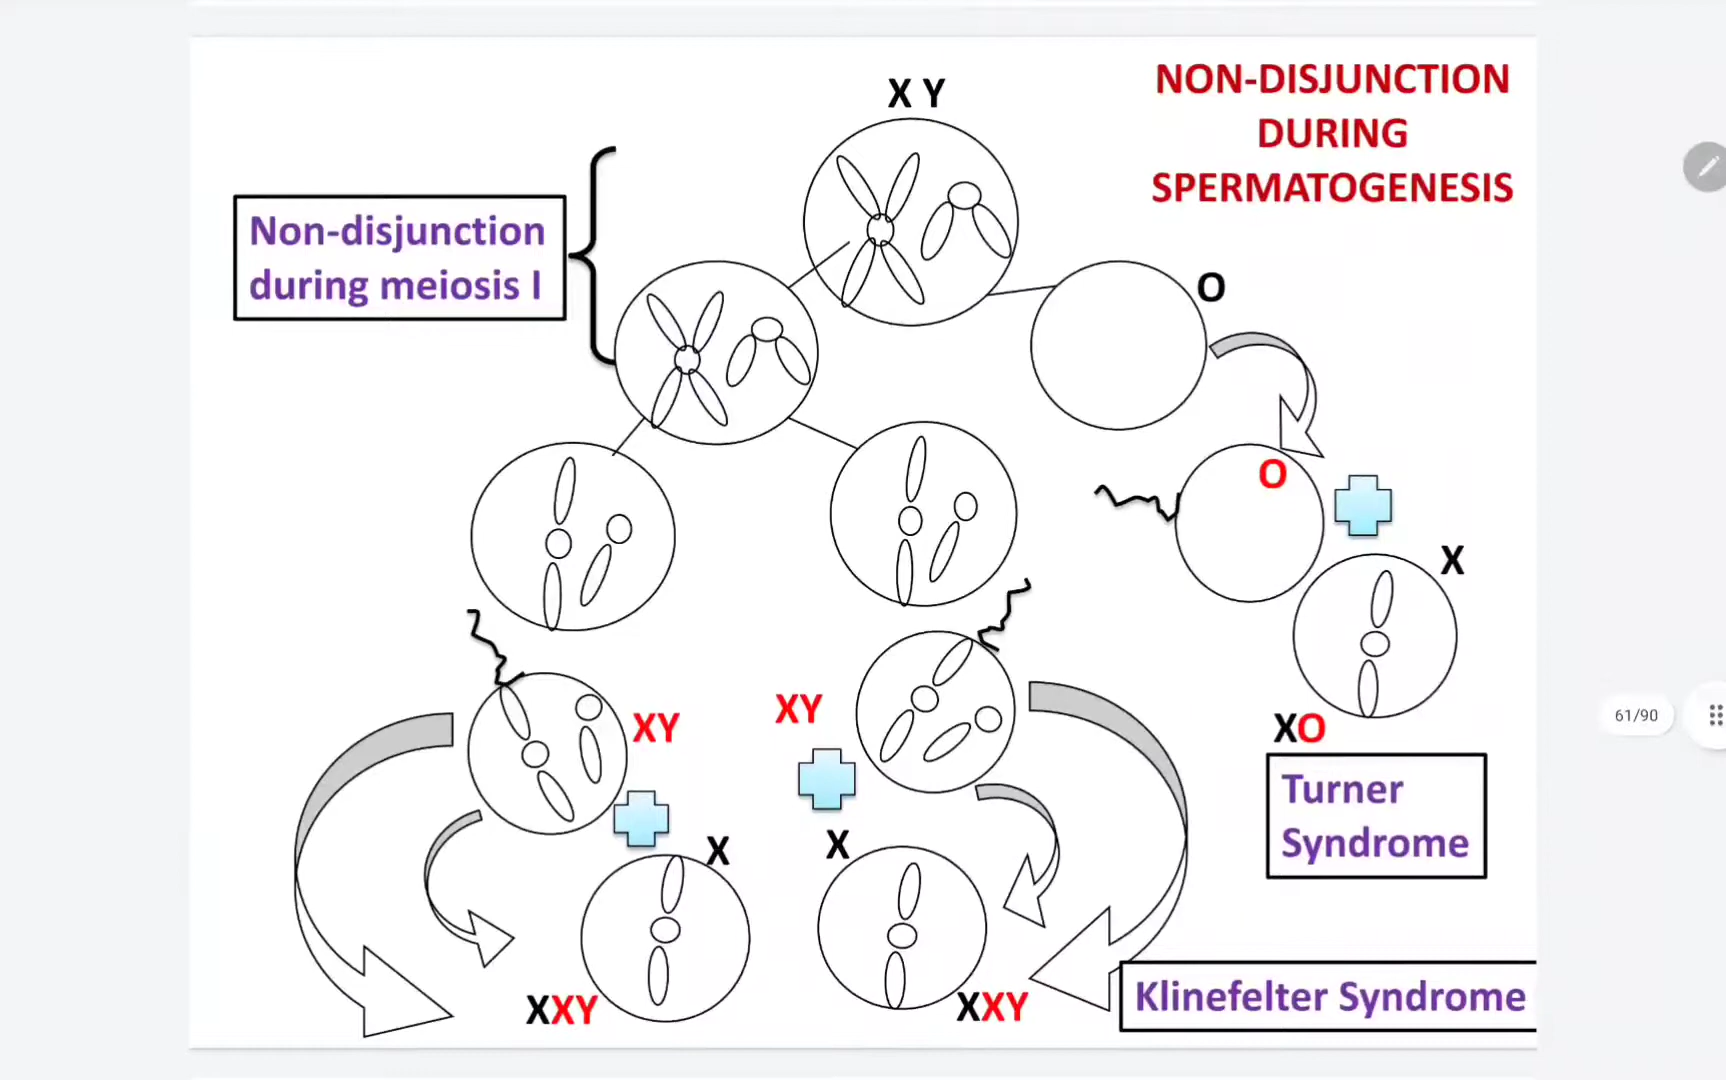 X Y
NON-DISJUNCTION
DURING
SPERMATOGENESIS
Non-disjunction
during meiosis I
O
O
X
XY
XY
X
X
XO
Turner
Syndrome
XXY
XXY
Klinefelter Syndrome
61/90